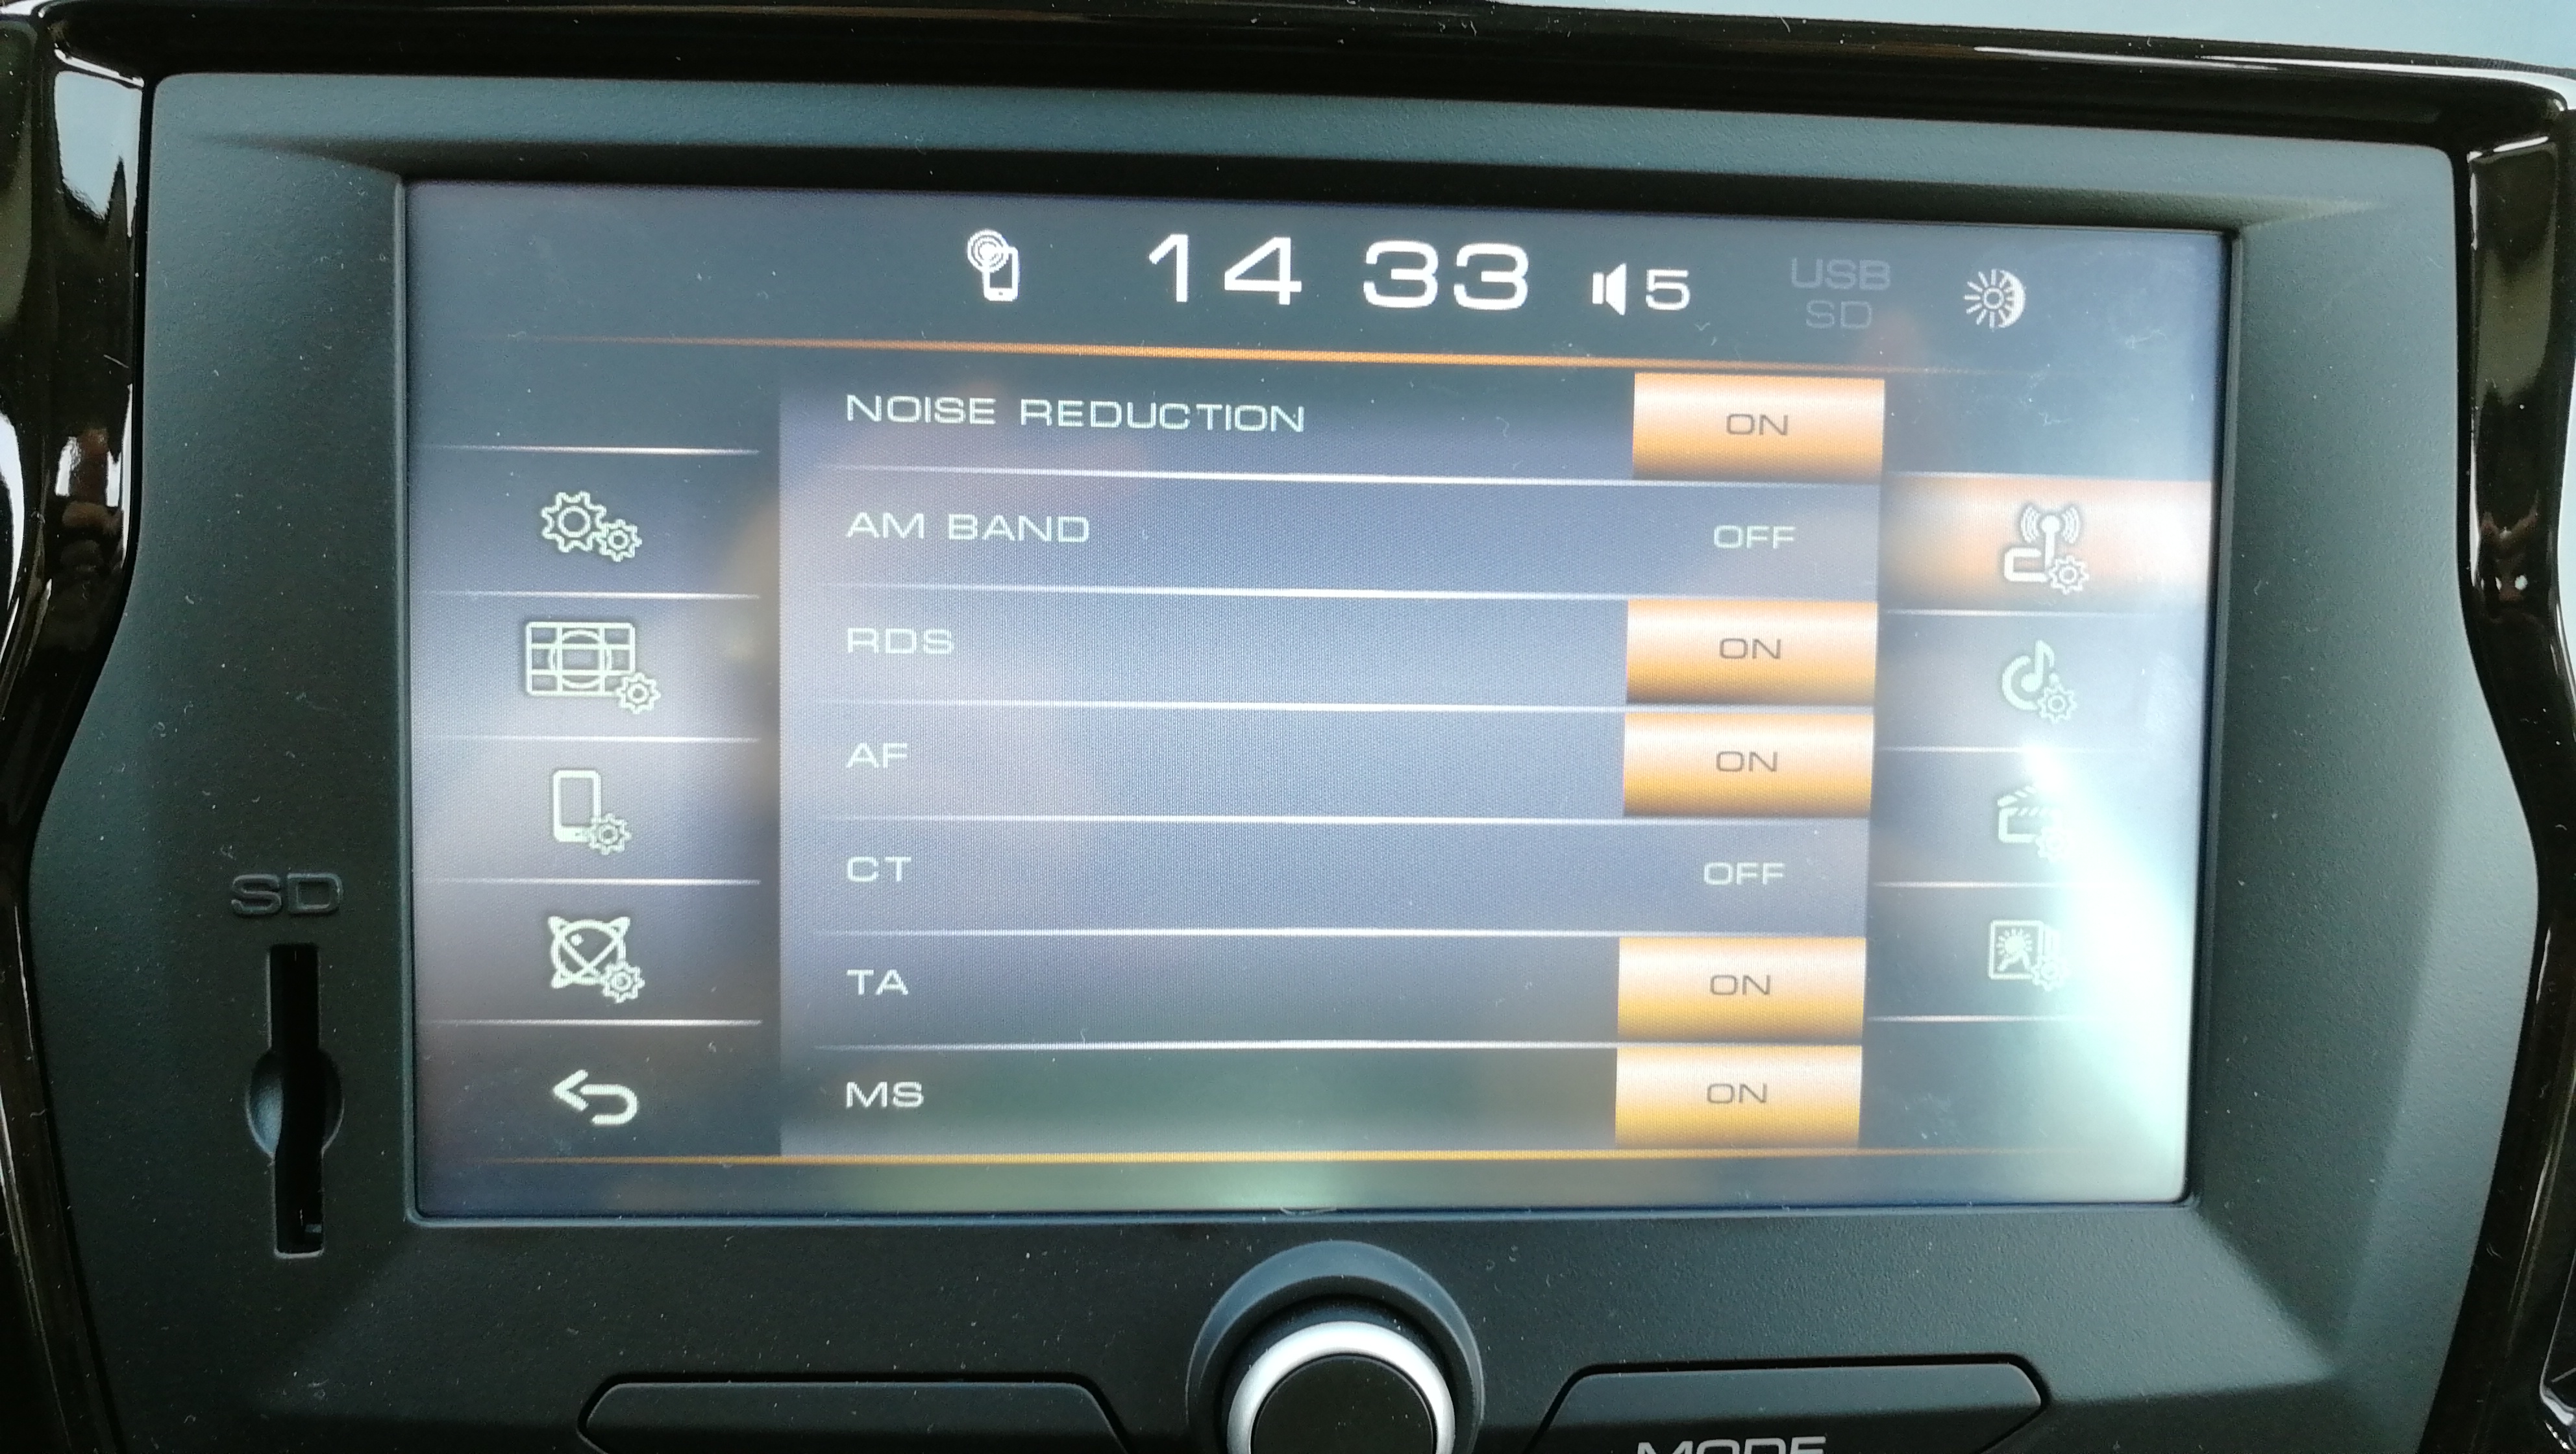 14 33 5 USB
SD
NOISE REDUCTION ON
AM BAND OFF
RDS ON
AF ON
CT OFF
TA ON
MS ON
SD
MODE